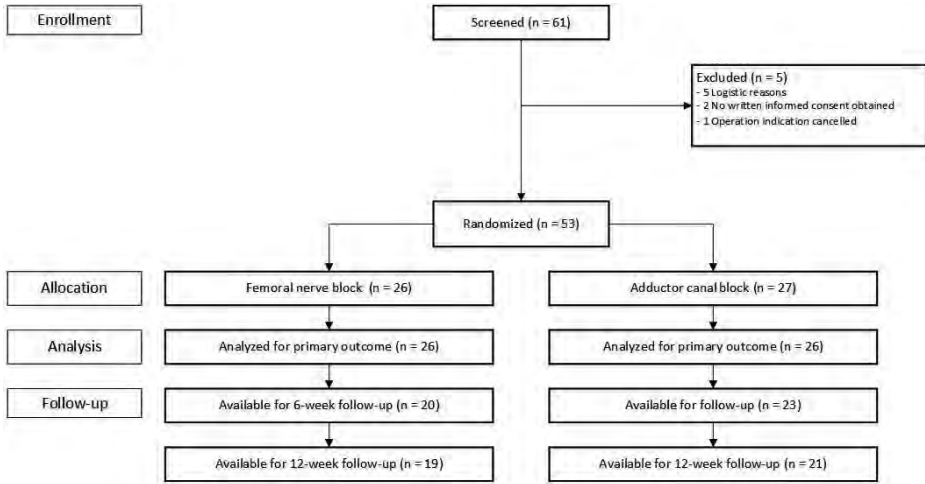 Enrollment
Screened (n = 61)
Excluded (n = 5)
- 5 Logistic reasons
- 2 No written informed consent obtained
- 1 Operation indication cancelled
Randomized (n = 53)
Allocation
Femoral nerve block (n = 26)
Adductor canal block (n = 27)
Analysis
Analyzed for primary outcome (n = 26)
Analyzed for primary outcome (n = 26)
Follow-up
Available for 6-week follow-up (n = 20)
Available for follow-up (n = 23)
Available for 12-week follow-up (n = 19)
Available for 12-week follow-up (n = 21)